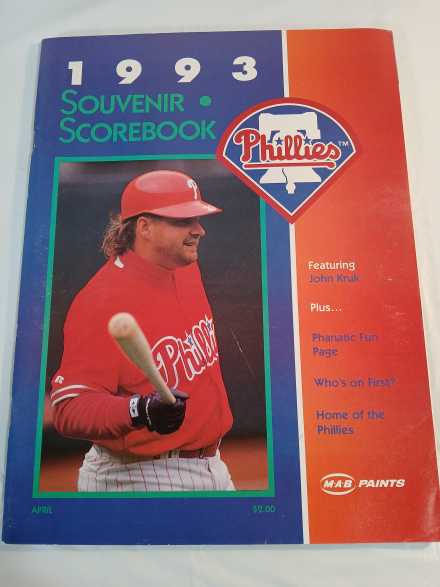 1993
SOUVENIR •
SCOREBOOK
Phillies™
Phillies
Featuring
John Kruk
Plus...
Phanatic Fun
Page
Who's on First?
Home of the
Phillies
M·A·B PAINTS
APRIL
$2.00